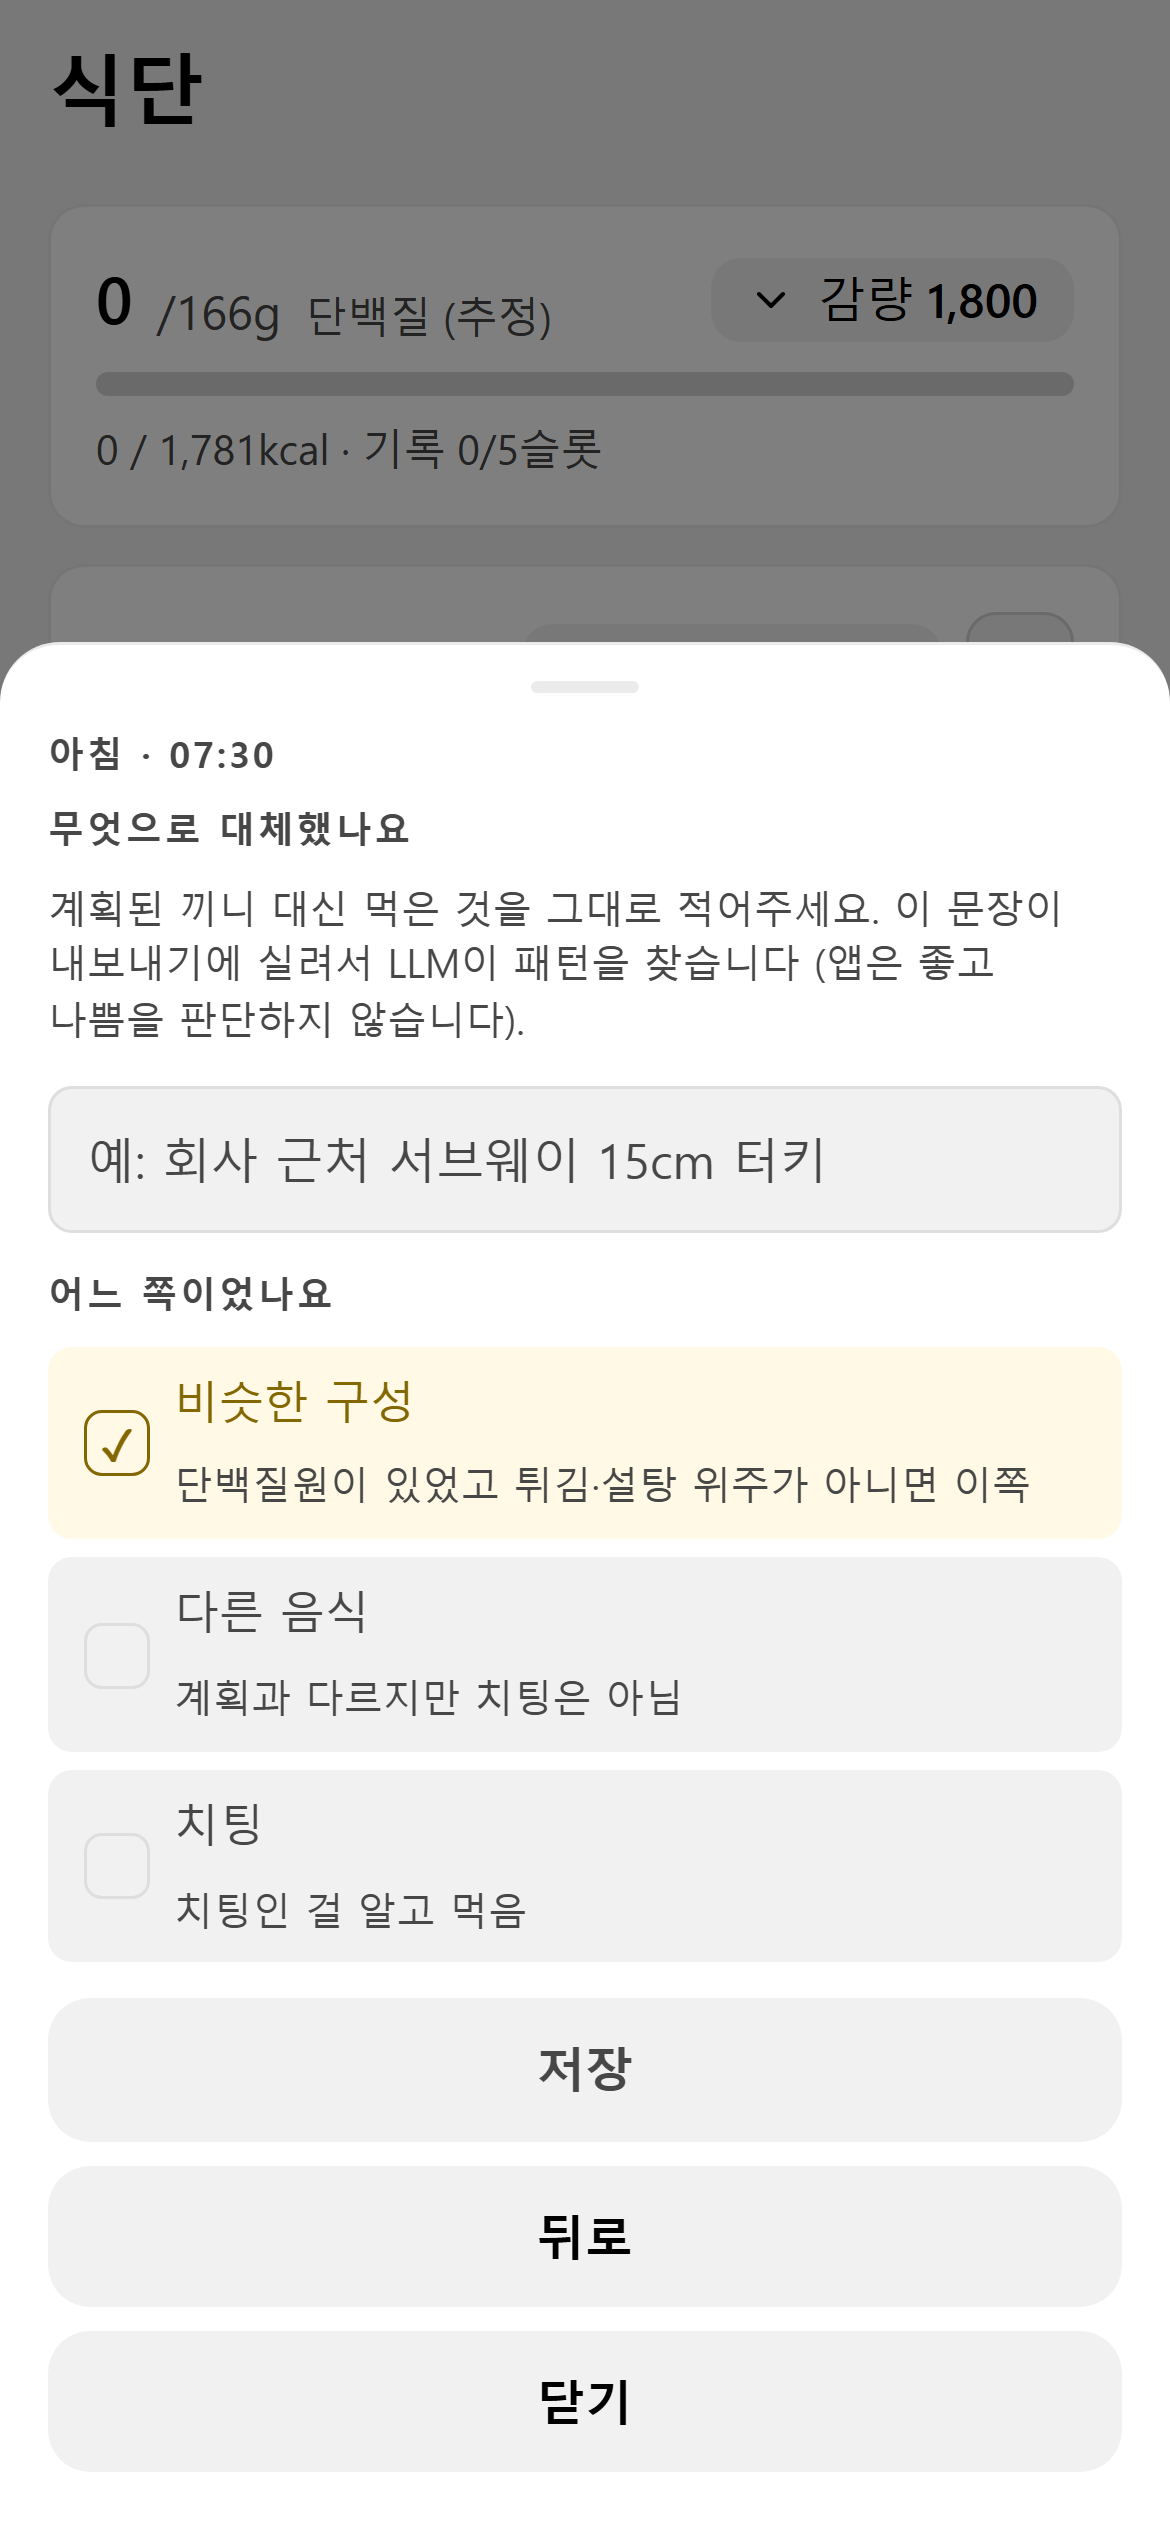 식단
0 /166g 단백질 (추정)
감량 1,800
0 / 1,781kcal · 기록 0/5슬롯
아침 · 07:30
무엇으로 대체했나요
계획된 끼니 대신 먹은 것을 그대로 적어주세요. 이 문장이
내보내기에 실려서 LLM이 패턴을 찾습니다 (앱은 좋고
나쁨을 판단하지 않습니다).
예: 회사 근처 서브웨이 15cm 터키
어느 쪽이었나요
비슷한 구성
단백질원이 있었고 튀김·설탕 위주가 아니면 이쪽
다른 음식
계획과 다르지만 치팅은 아님
치팅
치팅인 걸 알고 먹음
저장
뒤로
닫기